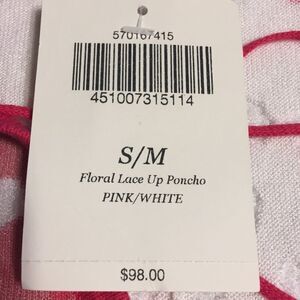 570167415
451007315114
S/M
Floral Lace Up Poncho
PINK/WHITE
$98.00